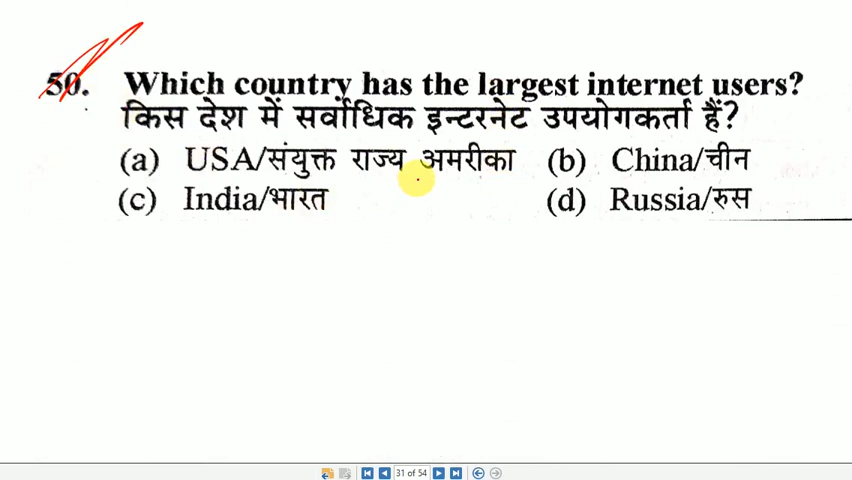 50. Which country has the largest internet users?
किस देश में सर्वाधिक इन्टरनेट उपयोगकर्ता हैं?
(a) USA/संयुक्त राज्य अमरीका (b) China/चीन
(c) India/भारत (d) Russia/रुस
31 of 54